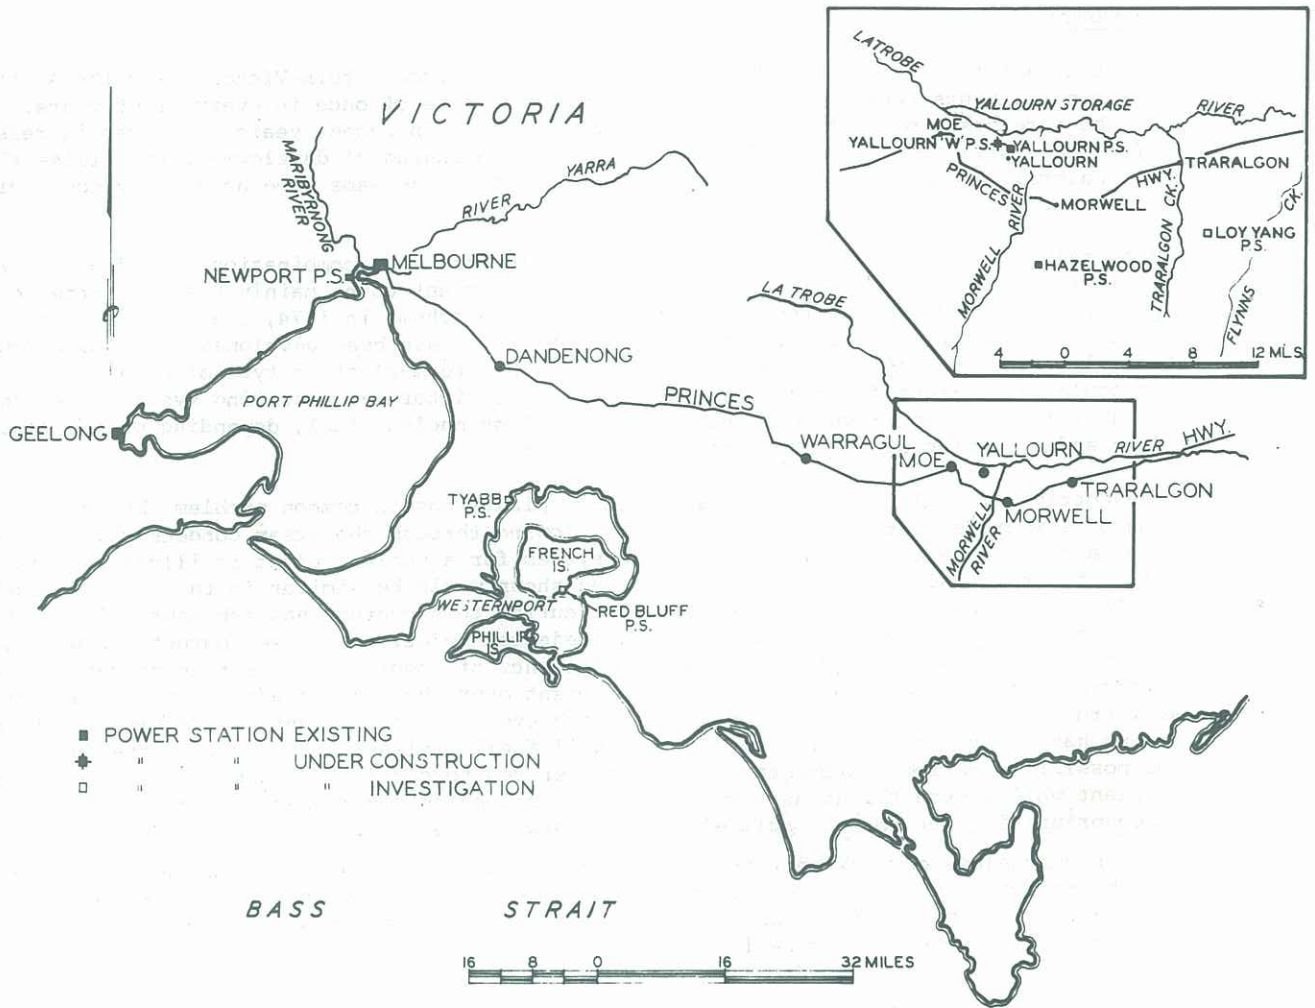 VICTORIA
MARIBYRNONG
RIVER
RIVER YARRA
NEWPORT P.S.
MELBOURNE
DANDENONG
PORT PHILLIP BAY
GEELONG
PRINCES
WARRAGUL
LA TROBE
MOE
YALLOURN
RIVER
HWY.
TRARALGON
MORWELL
MORWELL
RIVER
TYABB
P.S.
FRENCH
IS.
WESTERNPORT
RED BLUFF
P.S.
PHILLIP
IS.
LATROBE
YALLOURN STORAGE
RIVER
MOE
YALLOURN 'W' P.S.
YALLOURN P.S.
YALLOURN
TRARALGON
HWY.
PRINCES
MORWELL
MORWELL RIVER
TRARALGON CK.
LOY YANG
P.S.
HAZELWOOD
P.S.
FLYNNS CK.
4 0 4 8 12 MLS.
POWER STATION EXISTING
" " UNDER CONSTRUCTION
" " " INVESTIGATION
BASS STRAIT
16 8 0 16 32 MILES